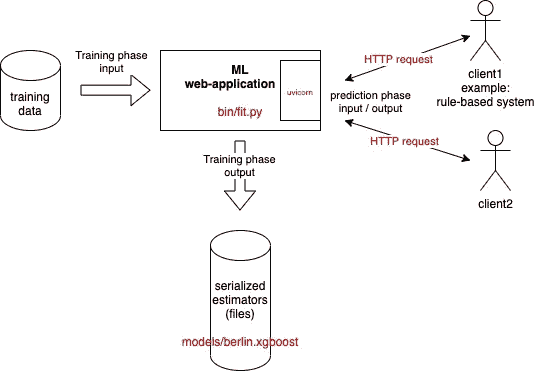 Training phase
input
training
data
ML
web-application
bin/fit.py
uvicorn
HTTP request
client1
example:
rule-based system
prediction phase
input / output
HTTP request
client2
Training phase
output
serialized
estimators
(files)
models/berlin.xgboost